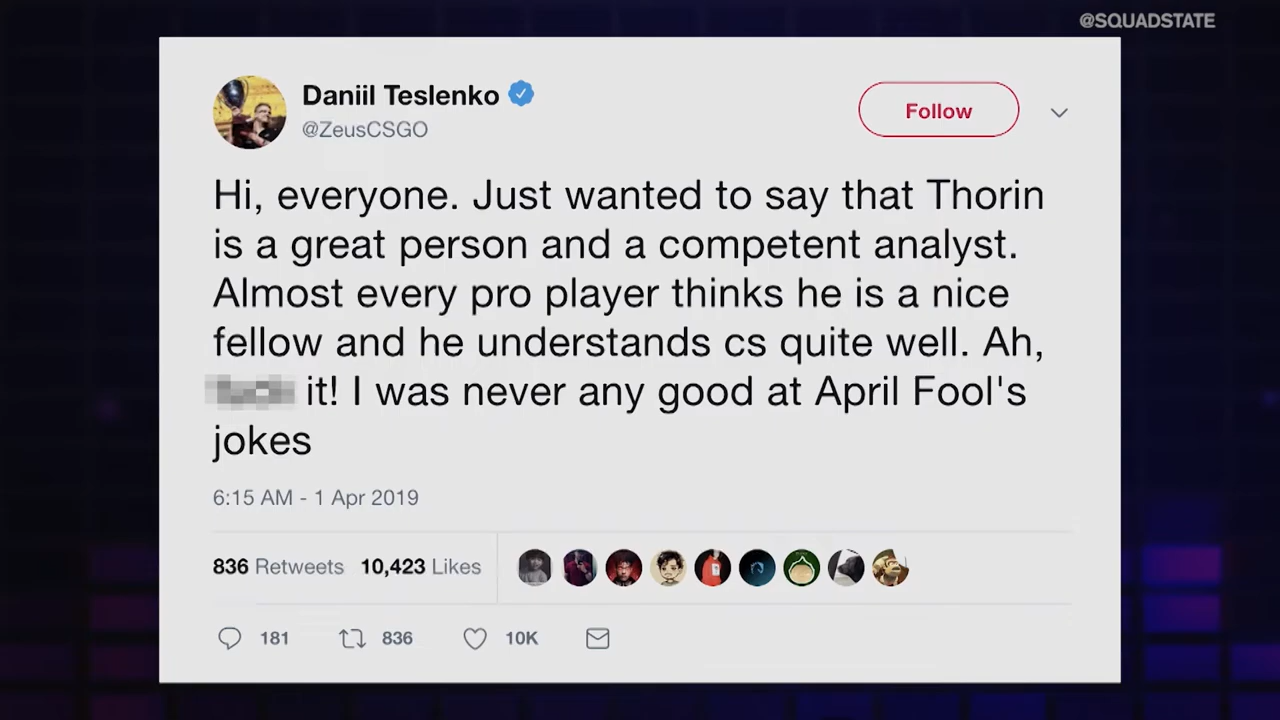 @SQUADSTATE
Daniil Teslenko
@ZeusCSGO
Follow
Hi, everyone. Just wanted to say that Thorin
is a great person and a competent analyst.
Almost every pro player thinks he is a nice
fellow and he understands cs quite well. Ah,
it! I was never any good at April Fool's
jokes
6:15 AM - 1 Apr 2019
836 Retweets 10,423 Likes
181 836 10K